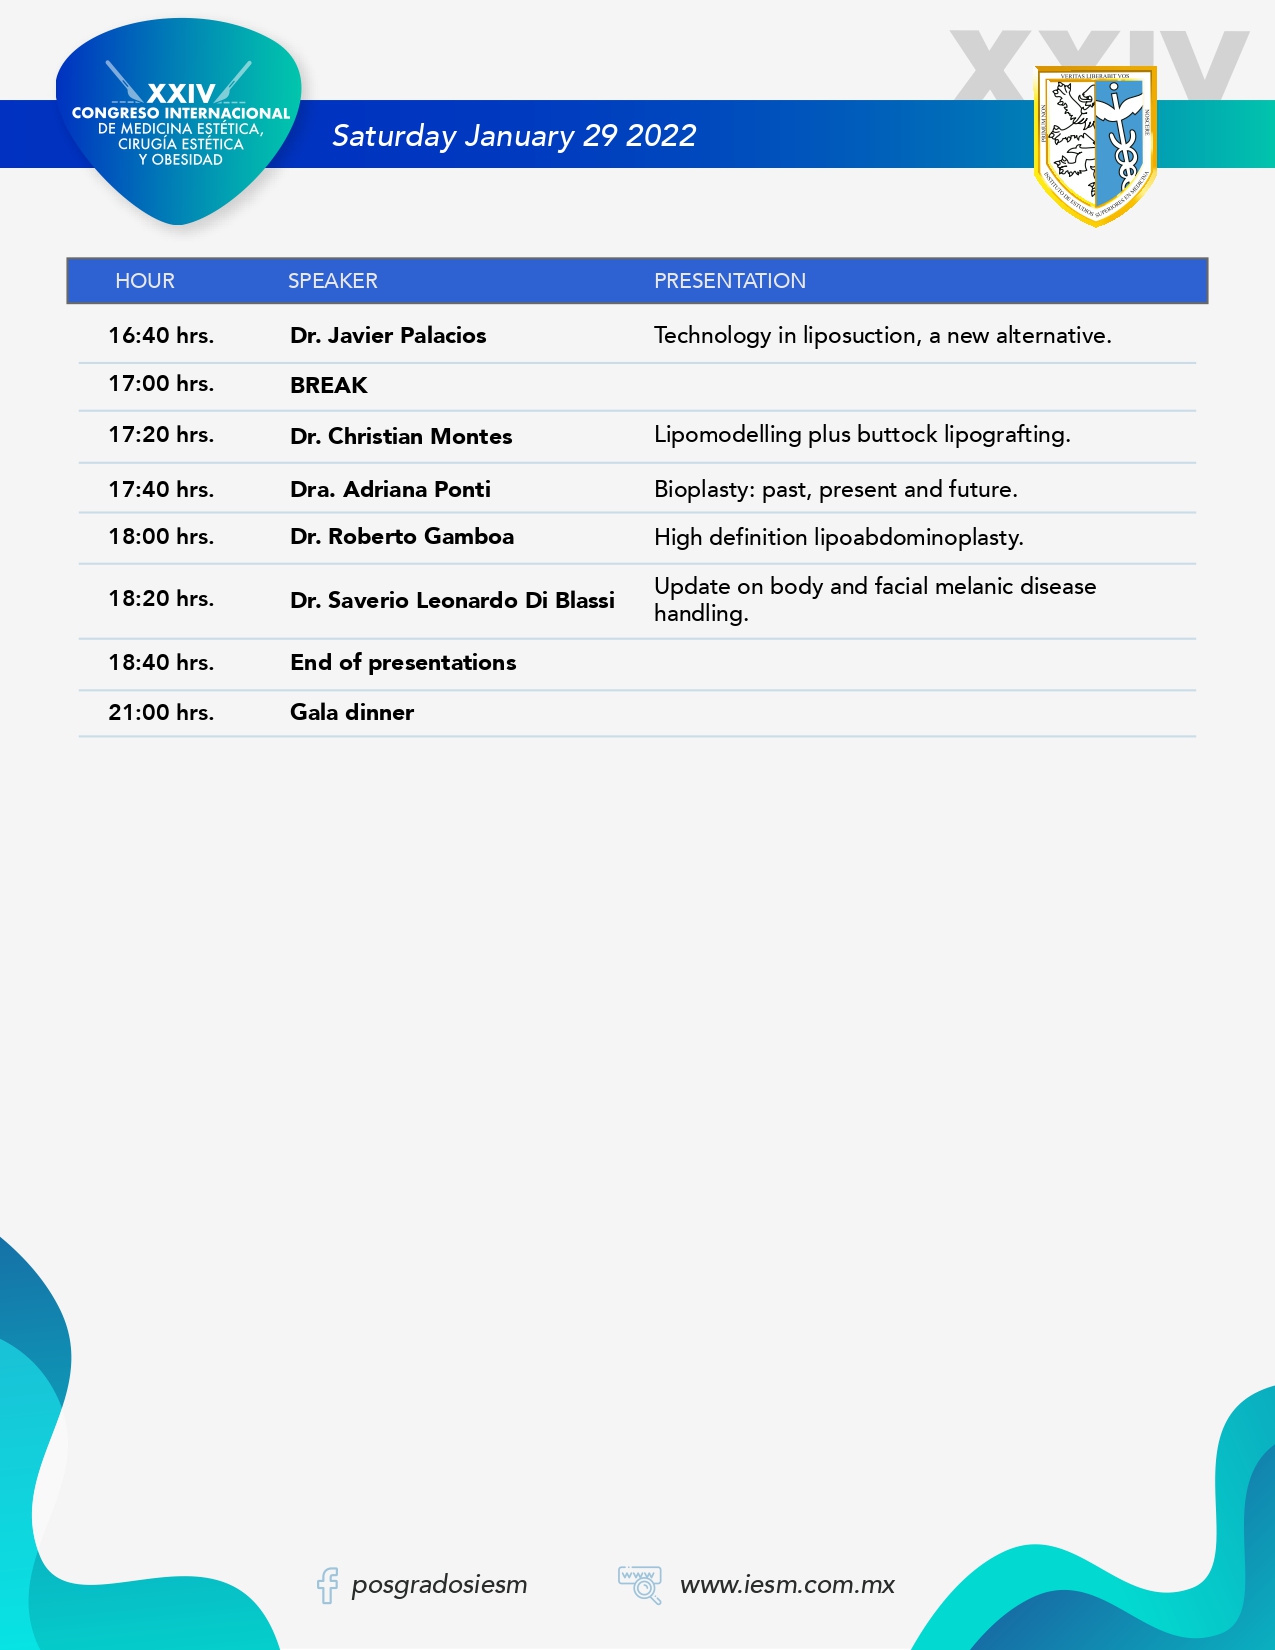 XXIV
XXIV
CONGRESO INTERNACIONAL
DE MEDICINA ESTÉTICA,
CIRUGÍA ESTÉTICA
Y OBESIDAD
Saturday January 29 2022
VERITAS LIBERABIT VOS
PRIMUM NON
NOSCERE
INSTITUTO DE ESTUDIOS SUPERIORES EN MEDICINA
HOUR SPEAKER PRESENTATION
16:40 hrs. Dr. Javier Palacios Technology in liposuction, a new alternative.
17:00 hrs. BREAK
17:20 hrs. Dr. Christian Montes Lipomodelling plus buttock lipografting.
17:40 hrs. Dra. Adriana Ponti Bioplasty: past, present and future.
18:00 hrs. Dr. Roberto Gamboa High definition lipoabdominoplasty.
18:20 hrs. Dr. Saverio Leonardo Di Blassi Update on body and facial melanic disease
handling.
18:40 hrs. End of presentations
21:00 hrs. Gala dinner
posgradosiesm www www.iesm.com.mx